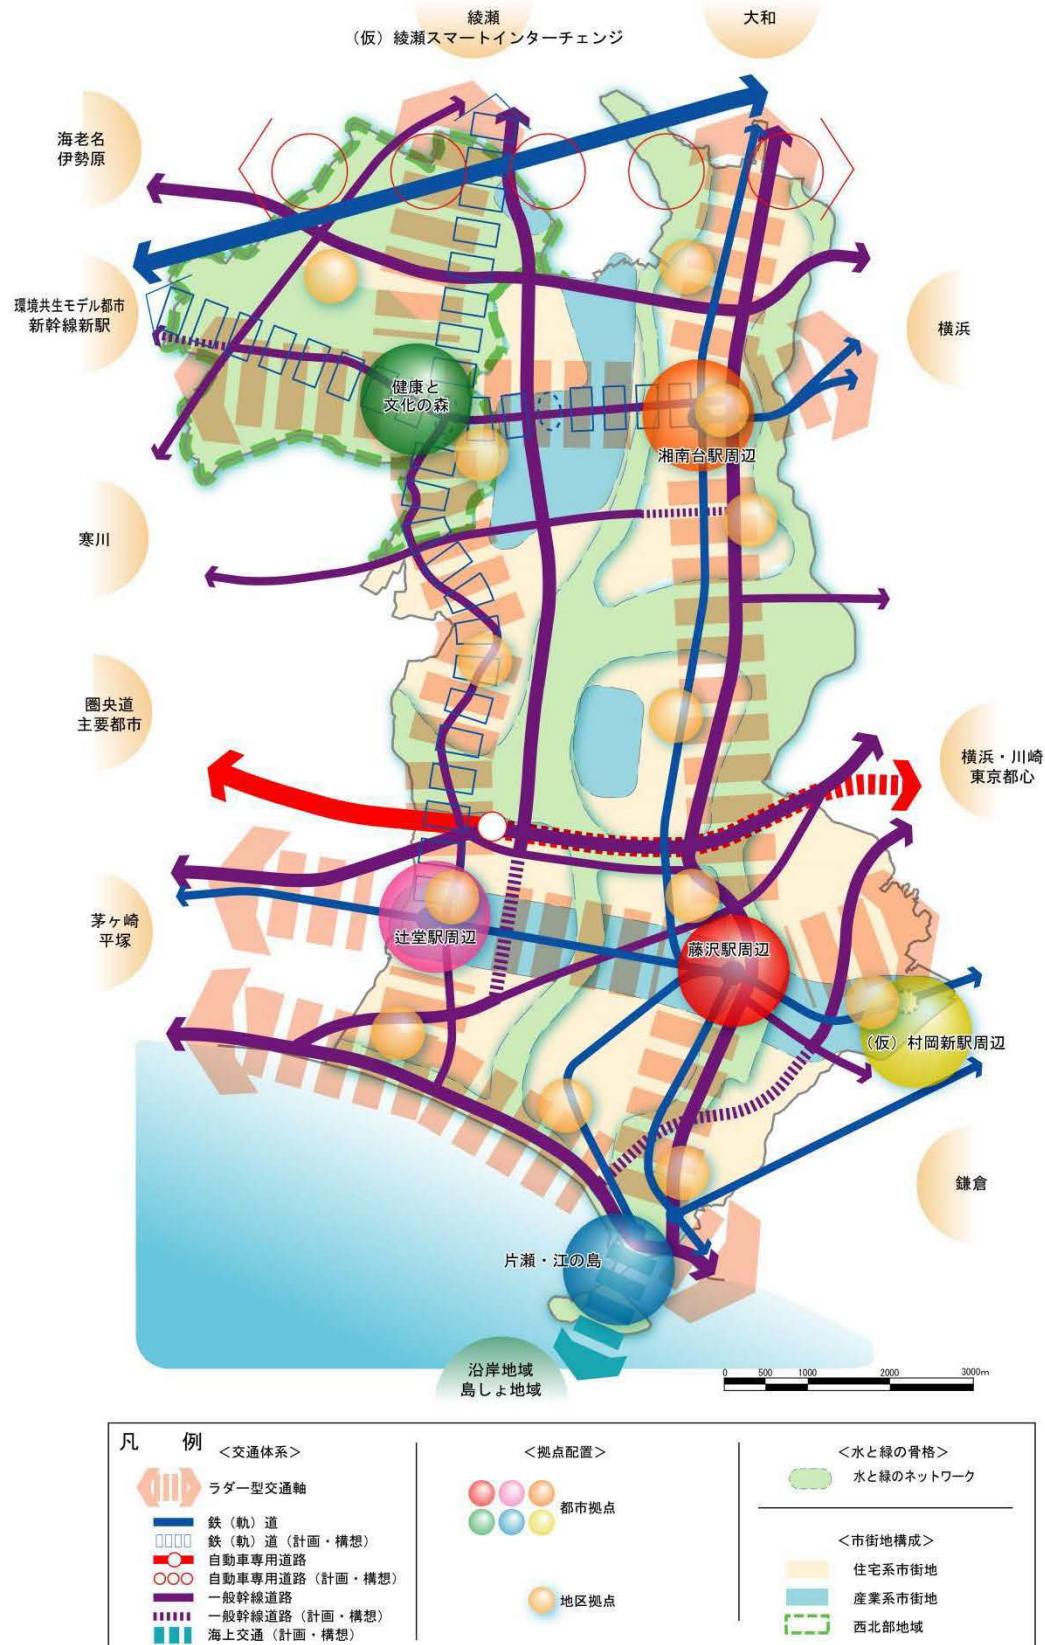 綾瀬
（仮）綾瀬スマートインターチェンジ
大和
海老名
伊勢原
環境共生モデル都市
新幹線新駅
横浜
健康と
文化の森
湘南台駅周辺
寒川
圏央道
主要都市
横浜・川崎
東京都心
茅ヶ崎
平塚
辻堂駅周辺
藤沢駅周辺
（仮）村岡新駅周辺
鎌倉
片瀬・江の島
沿岸地域
島しょ地域
0 500 1000 2000 3000m
凡 例
＜交通体系＞
ラダー型交通軸
鉄（軌）道
鉄（軌）道（計画・構想）
自動車専用道路
自動車専用道路（計画・構想）
一般幹線道路
一般幹線道路（計画・構想）
海上交通（計画・構想）
＜拠点配置＞
都市拠点
地区拠点
＜水と緑の骨格＞
水と緑のネットワーク
＜市街地構成＞
住宅系市街地
産業系市街地
西北部地域